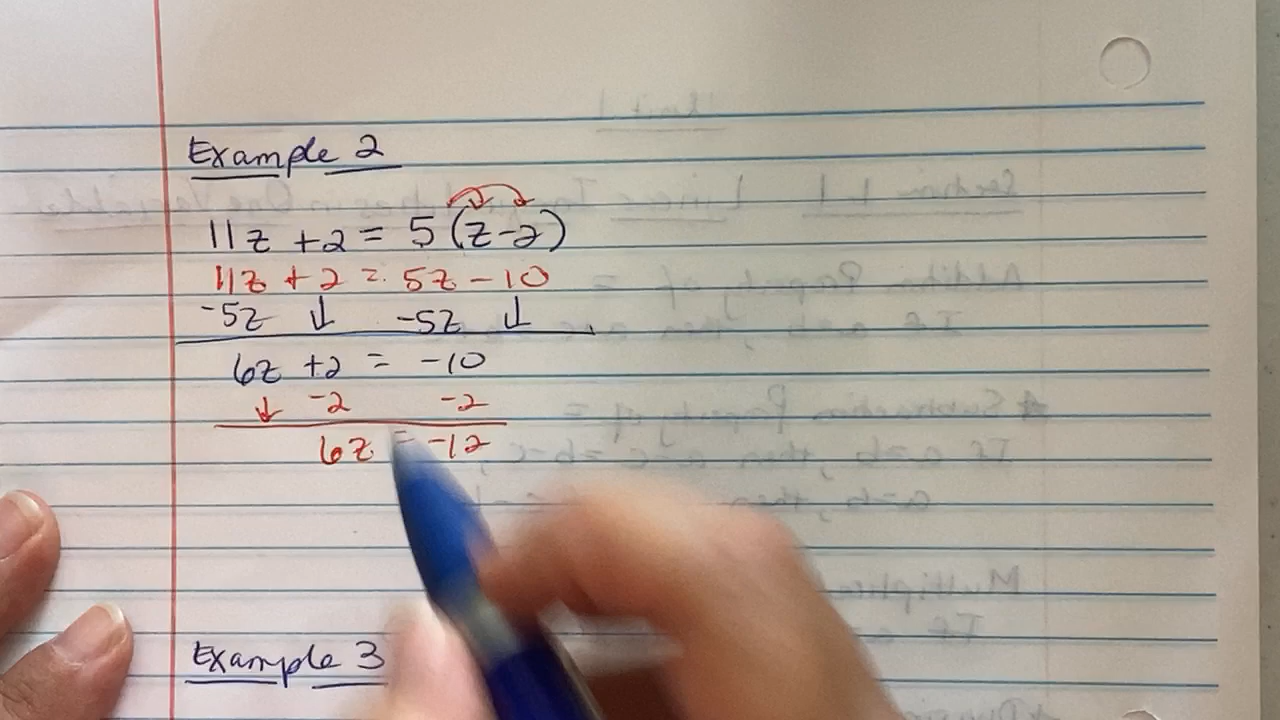 Example 2
11z + 2 = 5(z - 2)
11z + 2 = 5z - 10
-5z ↓ -5z ↓
6z + 2 = -10
↓ -2 -2
6z = -12
Example 3